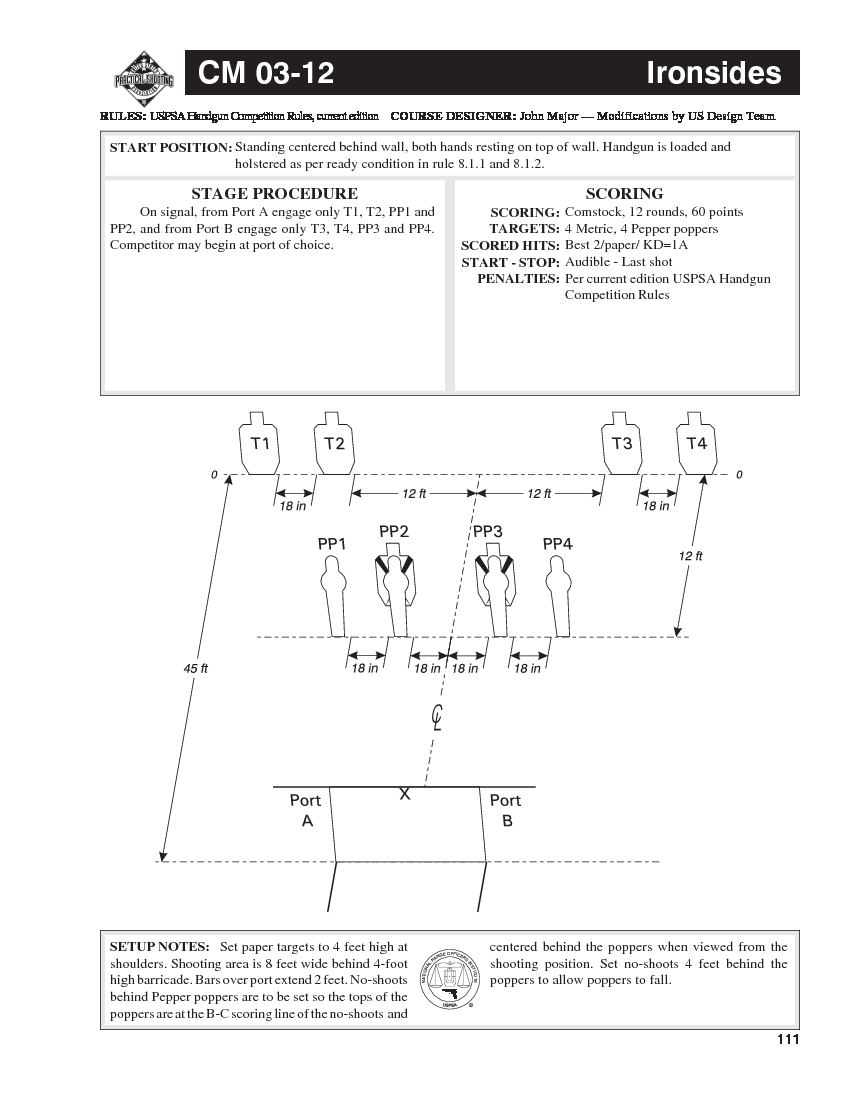 CM 03-12 Ironsides
RULES: USPSA Handgun Competition Rules, current edition COURSE DESIGNER: John Major — Modifications by US Design Team
START POSITION: Standing centered behind wall, both hands resting on top of wall. Handgun is loaded and
holstered as per ready condition in rule 8.1.1 and 8.1.2.
STAGE PROCEDURE
On signal, from Port A engage only T1, T2, PP1 and
PP2, and from Port B engage only T3, T4, PP3 and PP4.
Competitor may begin at port of choice.
SCORING
SCORING: Comstock, 12 rounds, 60 points
TARGETS: 4 Metric, 4 Pepper poppers
SCORED HITS: Best 2/paper/ KD=1A
START - STOP: Audible - Last shot
PENALTIES: Per current edition USPSA Handgun
Competition Rules
T1 T2 T3 T4
0 0
18 in 12 ft 12 ft 18 in
PP1 PP2 PP3 PP4
12 ft
18 in 18 in 18 in 18 in
45 ft
CL
X
Port A
Port B
SETUP NOTES: Set paper targets to 4 feet high at
shoulders. Shooting area is 8 feet wide behind 4-foot
high barricade. Bars over port extend 2 feet. No-shoots
behind Pepper poppers are to be set so the tops of the
poppers are at the B-C scoring line of the no-shoots and
centered behind the poppers when viewed from the
shooting position. Set no-shoots 4 feet behind the
poppers to allow poppers to fall.
USPSA
111